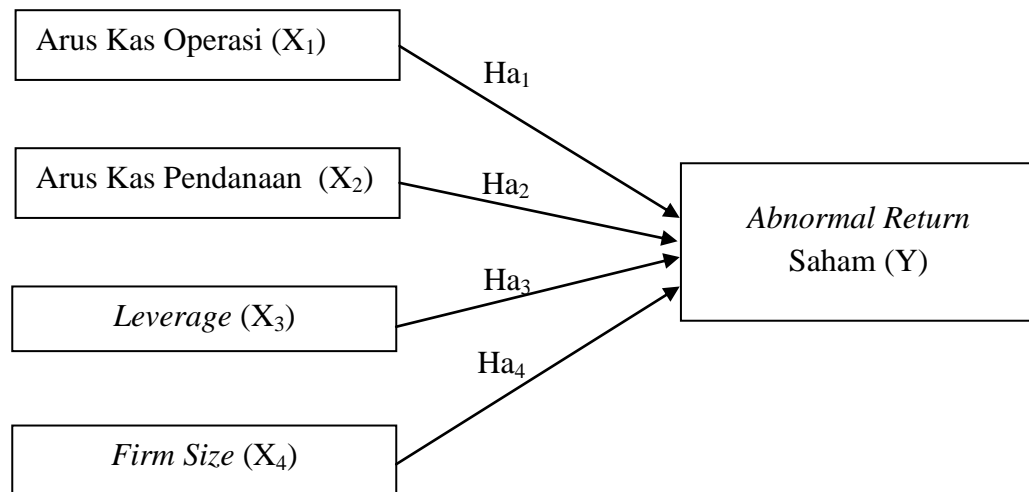 Arus Kas Operasi (X₁)
Ha₁
Arus Kas Pendanaan (X₂)
Ha₂
Abnormal Return
Saham (Y)
Leverage (X₃)
Ha₃
Firm Size (X₄)
Ha₄